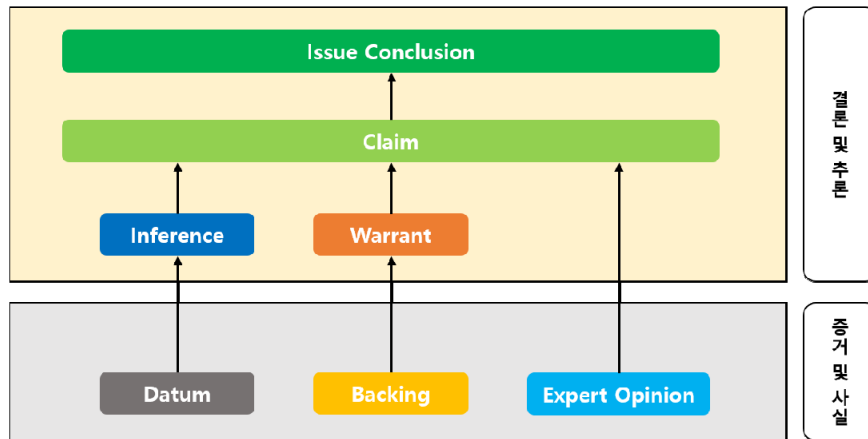 Issue Conclusion
Claim
Inference
Warrant
결론 및 추론
Datum
Backing
Expert Opinion
증거 및 사실